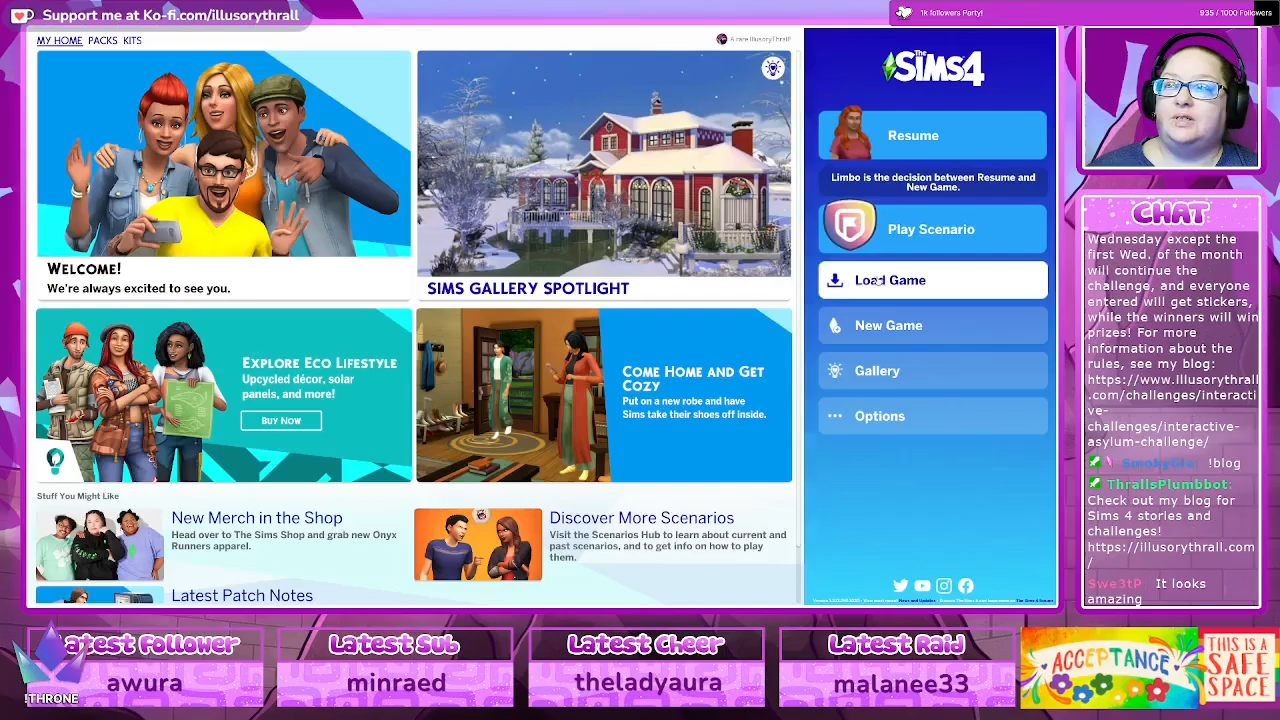 Support me at Ko-fi.com/illusorythrall
1k followers Party!
935 / 1000 Followers
MY HOME PACKS KITS
A rare IllusoryThrall!
WELCOME!
We're always excited to see you.
SIMS GALLERY SPOTLIGHT
EXPLORE ECO LIFESTYLE
Upcycled décor, solar
panels, and more!
Buy Now
COME HOME AND GET
COZY
Put on a new robe and have
Sims take their shoes off inside.
Stuff You Might Like
New Merch in the Shop
Head over to The Sims Shop and grab new Onyx
Runners apparel.
Discover More Scenarios
Visit the Scenarios Hub to learn about current and
past scenarios, and to get info on how to play
them.
Latest Patch Notes
The SIMS4
Resume
Limbo is the decision between Resume and
New Game.
Play Scenario
Load Game
New Game
Gallery
Options
CHAT
Wednesday except the
first Wed. of the month
will continue the
challenge, and everyone
entered will get stickers,
while the winners will win
prizes! For more
information about the
rules, see my blog:
https://www.illusorythrall
.com/challenges/interacti
ve-
challenges/interactive-
asylum-challenge/
!blog
ThrallsPlumbbot:
Check out my blog for
Sims 4 stories and
challenges!
https://illusorythrall.com
/
Swe3tP It looks
amazing
Latest Follower
awura
Latest Sub
minraed
Latest Cheer
theladyaura
Latest Raid
malanee33
!THRONE
ACCEPTANCE
THIS IS A
SAFE
SPACE